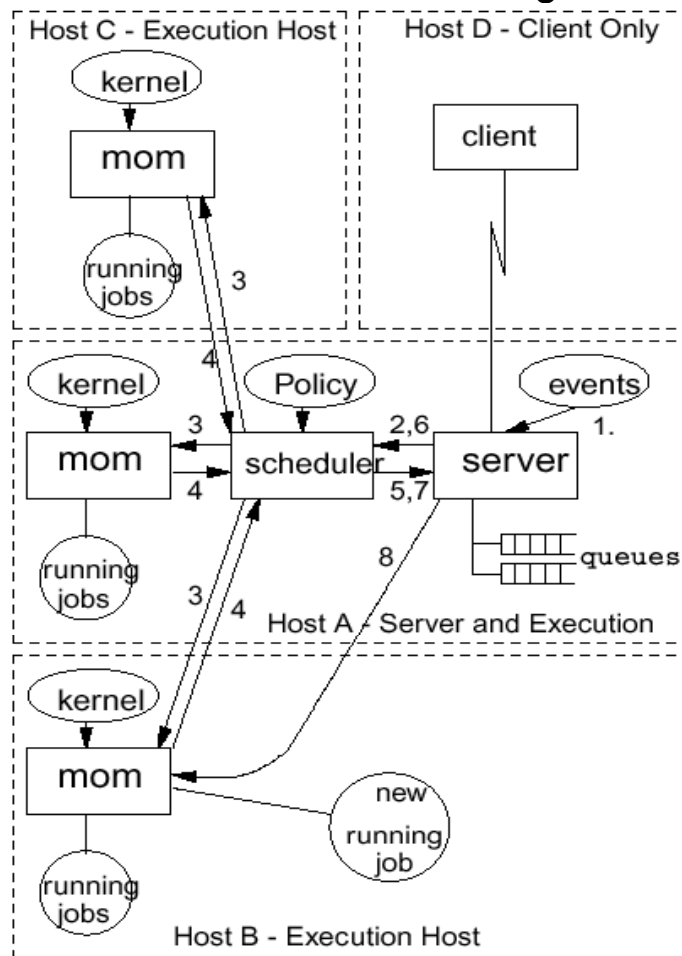 Host C - Execution Host
Host D - Client Only
kernel
mom
client
running
jobs
3
4
kernel
Policy
events
1.
3
2,6
mom
scheduler
server
4
5,7
running
jobs
8
queues
3
4
Host A - Server and Execution
kernel
mom
new
running
job
running
jobs
Host B - Execution Host